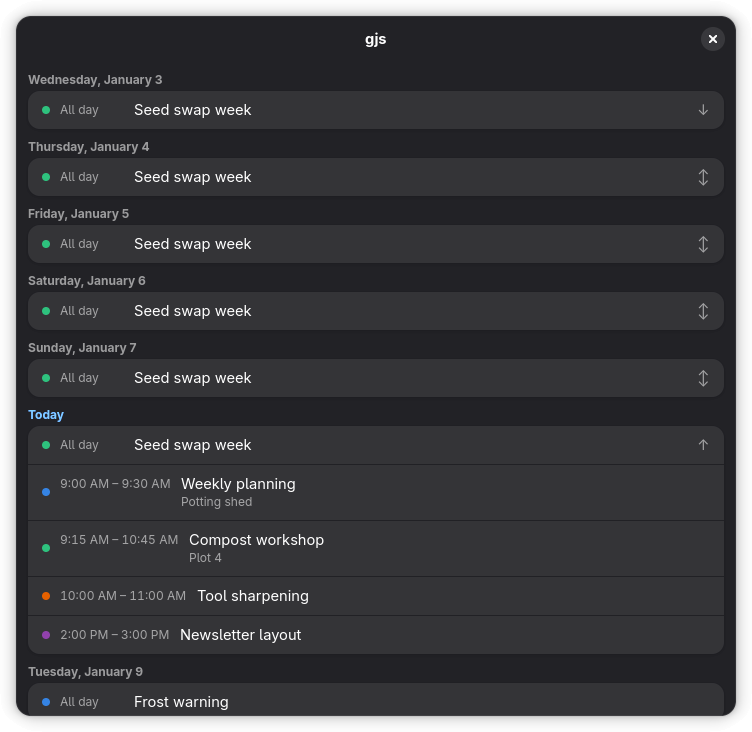 gjs
Wednesday, January 3
All day Seed swap week
Thursday, January 4
All day Seed swap week
Friday, January 5
All day Seed swap week
Saturday, January 6
All day Seed swap week
Sunday, January 7
All day Seed swap week
Today
All day Seed swap week
9:00 AM – 9:30 AM Weekly planning
Potting shed
9:15 AM – 10:45 AM Compost workshop
Plot 4
10:00 AM – 11:00 AM Tool sharpening
2:00 PM – 3:00 PM Newsletter layout
Tuesday, January 9
All day Frost warning